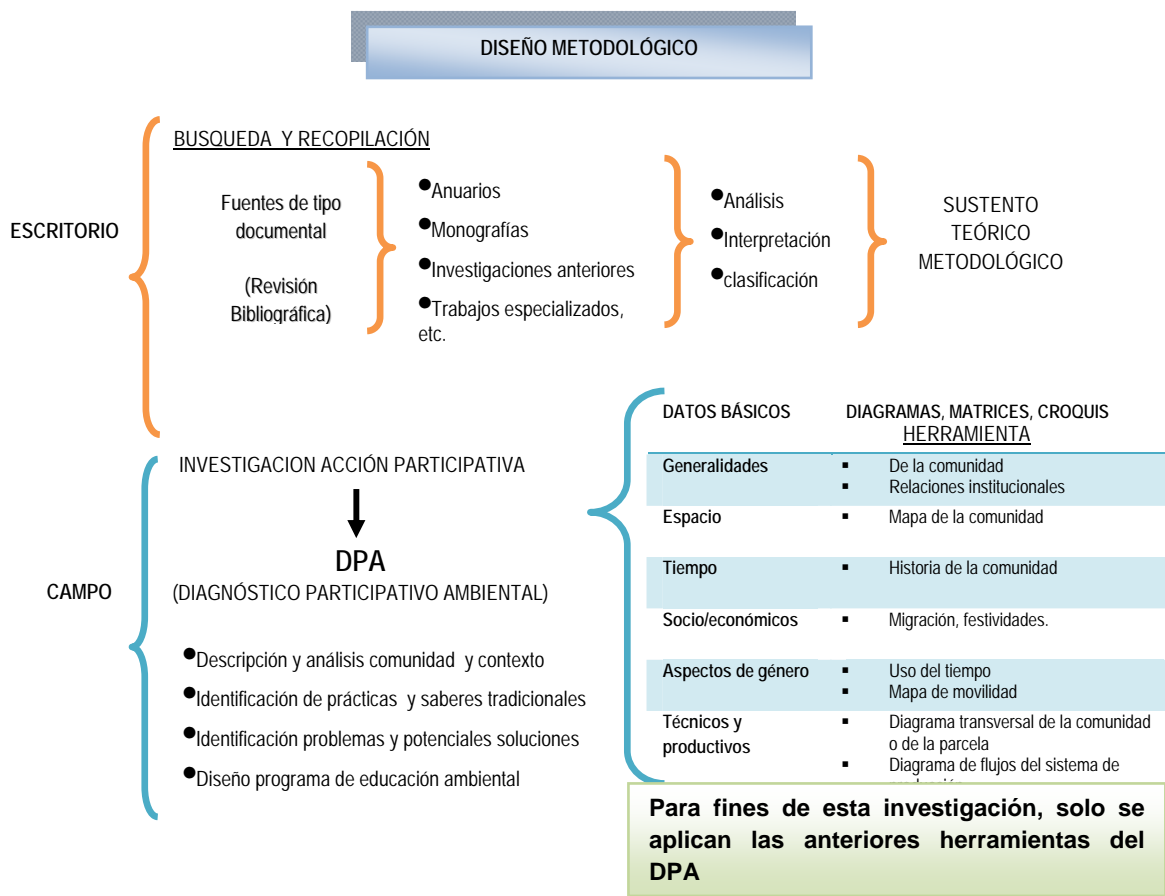 DISEÑO METODOLÓGICO
ESCRITORIO
BUSQUEDA Y RECOPILACIÓN
Fuentes de tipo
documental
(Revisión
Bibliográfica)
●Anuarios
●Monografías
●Investigaciones anteriores
●Trabajos especializados,
etc.
●Análisis
●Interpretación
●clasificación
SUSTENTO
TEÓRICO
METODOLÓGICO
CAMPO
INVESTIGACION ACCIÓN PARTICIPATIVA
DPA
(DIAGNÓSTICO PARTICIPATIVO AMBIENTAL)
●Descripción y análisis comunidad y contexto
●Identificación de prácticas y saberes tradicionales
●Identificación problemas y potenciales soluciones
●Diseño programa de educación ambiental
DATOS BÁSICOS DIAGRAMAS, MATRICES, CROQUIS
HERRAMIENTA
Generalidades ▪ De la comunidad
▪ Relaciones institucionales
Espacio ▪ Mapa de la comunidad
Tiempo ▪ Historia de la comunidad
Socio/económicos ▪ Migración, festividades.
Aspectos de género ▪ Uso del tiempo
▪ Mapa de movilidad
Técnicos y ▪ Diagrama transversal de la comunidad
productivos o de la parcela
▪ Diagrama de flujos del sistema de
Para fines de esta investigación, solo se
aplican las anteriores herramientas del
DPA